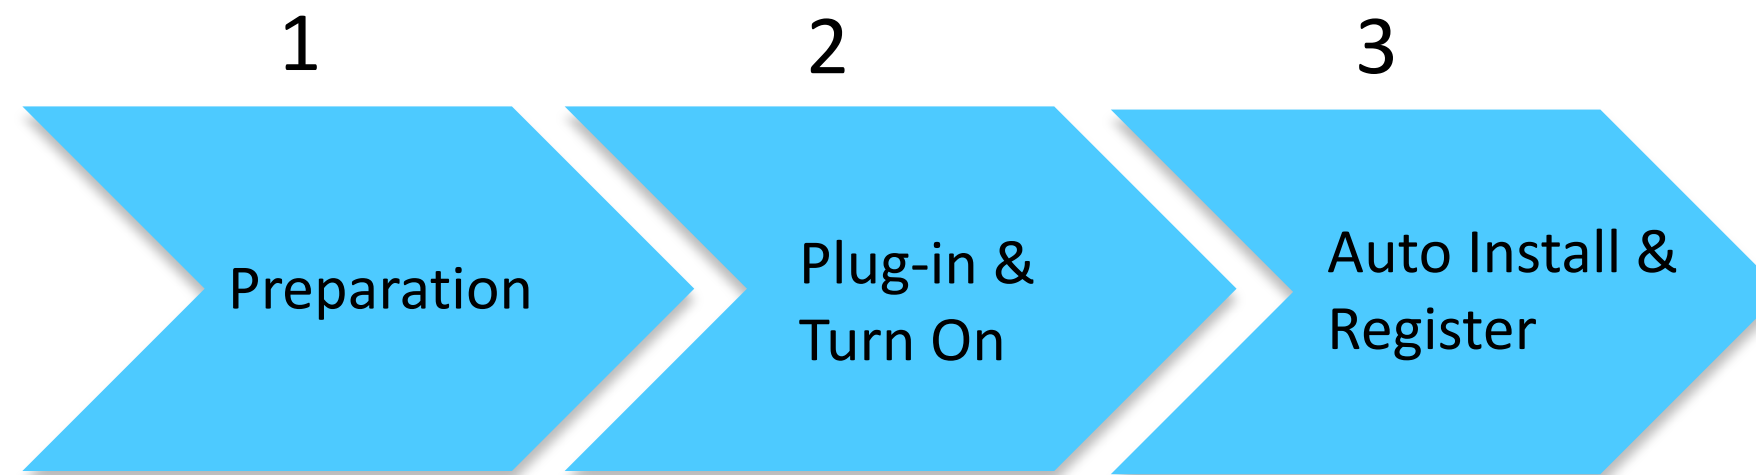 1
2
3
Preparation
Plug-in &
Turn On
Auto Install &
Register